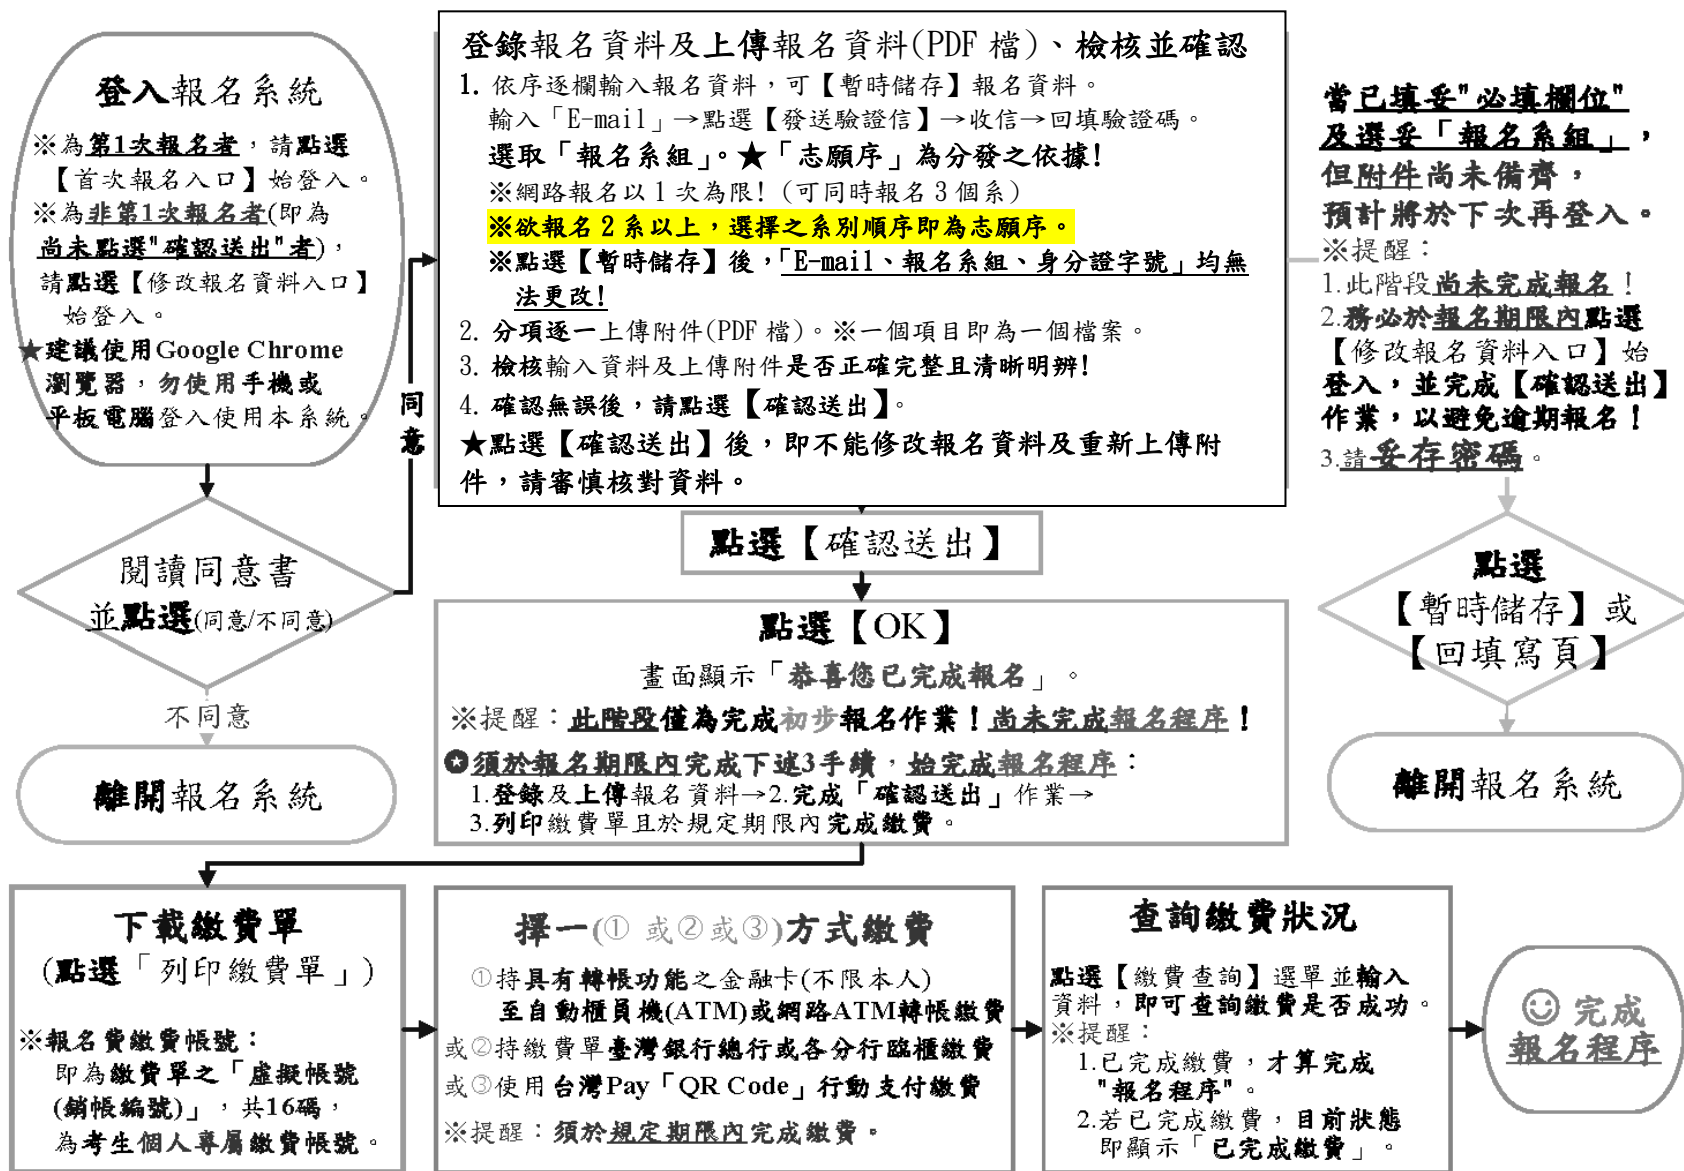 登入報名系統
※為第1次報名者，請點選
【首次報名入口】始登入。
※為非第1次報名者(即為
尚未點選"確認送出"者)，
請點選【修改報名資料入口】
始登入。
★建議使用Google Chrome
瀏覽器，勿使用手機或
平板電腦登入使用本系統。
閱讀同意書
並點選(同意/不同意)
同意
不同意
離開報名系統
登錄報名資料及上傳報名資料(PDF 檔)、檢核並確認
1. 依序逐欄輸入報名資料，可【暫時儲存】報名資料。
輸入「E-mail」→點選【發送驗證信】→收信→回填驗證碼。
選取「報名系組」。★「志願序」為分發之依據!
※網路報名以 1 次為限! (可同時報名 3 個系)
※欲報名 2 系以上，選擇之系別順序即為志願序。
※點選【暫時儲存】後，「E-mail、報名系組、身分證字號」均無
法更改!
2. 分項逐一上傳附件(PDF 檔)。※一個項目即為一個檔案。
3. 檢核輸入資料及上傳附件是否正確完整且清晰明辨!
4. 確認無誤後，請點選【確認送出】。
★點選【確認送出】後，即不能修改報名資料及重新上傳附
件，請審慎核對資料。
點選【確認送出】
點選【OK】
畫面顯示「恭喜您已完成報名」。
※提醒：此階段僅為完成初步報名作業！尚未完成報名程序！
✪須於報名期限內完成下述3手續，始完成報名程序：
1.登錄及上傳報名資料→2.完成「確認送出」作業→
3.列印繳費單且於規定期限內完成繳費。
當已填妥"必填欄位"
及選妥「報名系組」，
但附件尚未備齊，
預計將於下次再登入。
※提醒：
1.此階段尚未完成報名！
2.務必於報名期限內點選
【修改報名資料入口】始
登入，並完成【確認送出】
作業，以避免逾期報名！
3.請妥存密碼。
點選
【暫時儲存】或
【回填寫頁】
離開報名系統
下載繳費單
(點選「列印繳費單」)
※報名費繳費帳號：
即為繳費單之「虛擬帳號
(銷帳編號)」，共16碼，
為考生個人專屬繳費帳號。
擇一(① 或②或③)方式繳費
①持具有轉帳功能之金融卡(不限本人)
至自動櫃員機(ATM)或網路ATM轉帳繳費
或②持繳費單臺灣銀行總行或各分行臨櫃繳費
或③使用台灣Pay「QR Code」行動支付繳費
※提醒：須於規定期限內完成繳費。
查詢繳費狀況
點選【繳費查詢】選單並輸入
資料，即可查詢繳費是否成功。
※提醒：
1.已完成繳費，才算完成
"報名程序"。
2.若已完成繳費，目前狀態
即顯示「已完成繳費」。
☺ 完成
報名程序